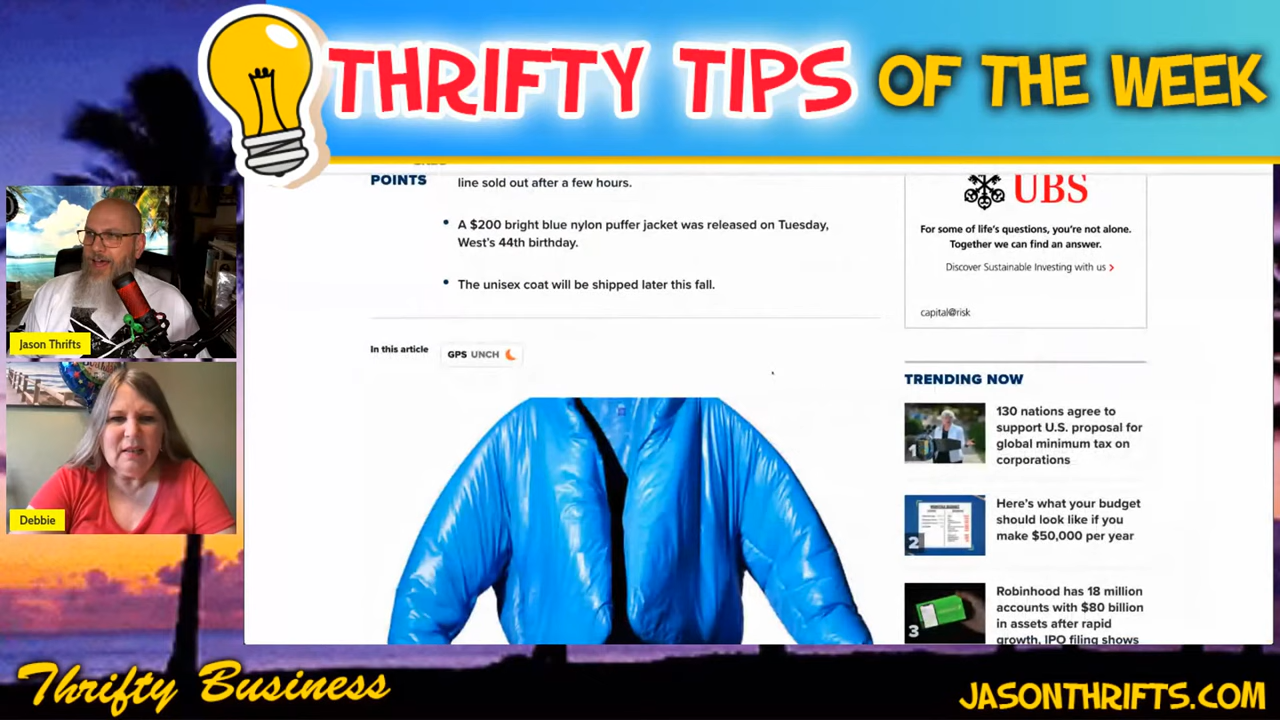 THRIFTY TIPS OF THE WEEK
POINTS
line sold out after a few hours.
A $200 bright blue nylon puffer jacket was released on Tuesday,
West's 44th birthday.
The unisex coat will be shipped later this fall.
In this article
GPS UNCH
UBS
For some of life's questions, you're not alone.
Together we can find an answer.
Discover Sustainable Investing with us >
capital@risk
TRENDING NOW
1
130 nations agree to
support U.S. proposal for
global minimum tax on
corporations
2
Here's what your budget
should look like if you
make $50,000 per year
3
Robinhood has 18 million
accounts with $80 billion
in assets after rapid
growth, IPO filing shows
Jason Thrifts
Debbie
Thrifty Business
JASONTHRIFTS.COM